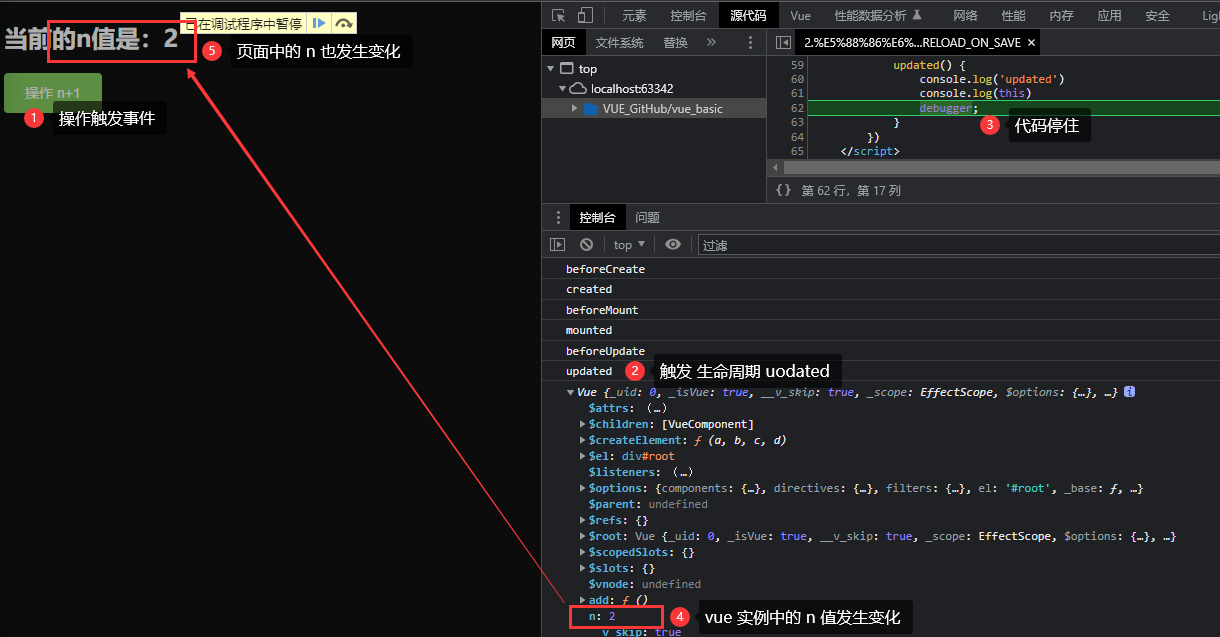 已在调试程序中暂停
当前的n值是：2
5 页面中的 n 也发生变化
操作 n+1
1 操作触发事件
元素 控制台 源代码 Vue 性能数据分析 网络 性能 内存 应用 安全 Lig
网页 文件系统 替换 »
2.%E5%88%86%E6%...RELOAD_ON_SAVE ×
top
localhost:63342
VUE_GitHub/vue_basic
59 updated() {
60 console.log('updated')
61 console.log(this)
62 debugger;
63 }
64 })
65 </script>
3 代码停住
{} 第 62 行，第 17 列
控制台 问题
top ▼ 过滤
beforeCreate
created
beforeMount
mounted
beforeUpdate
updated
2 触发 生命周期 uodated
▼Vue {_uid: 0, _isVue: true, __v_skip: true, _scope: EffectScope, $options: {…}, …} i
$attrs: (…)
▶$children: [VueComponent]
▶$createElement: ƒ (a, b, c, d)
▶$el: div#root
$listeners: (…)
▶$options: {components: {…}, directives: {…}, filters: {…}, el: '#root', _base: ƒ, …}
$parent: undefined
▶$refs: {}
▶$root: Vue {_uid: 0, _isVue: true, __v_skip: true, _scope: EffectScope, $options: {…}, …}
▶$scopedSlots: {}
▶$slots: {}
$vnode: undefined
▶add: ƒ ()
n: 2
4 vue 实例中的 n 值发生变化
__v_skip: true